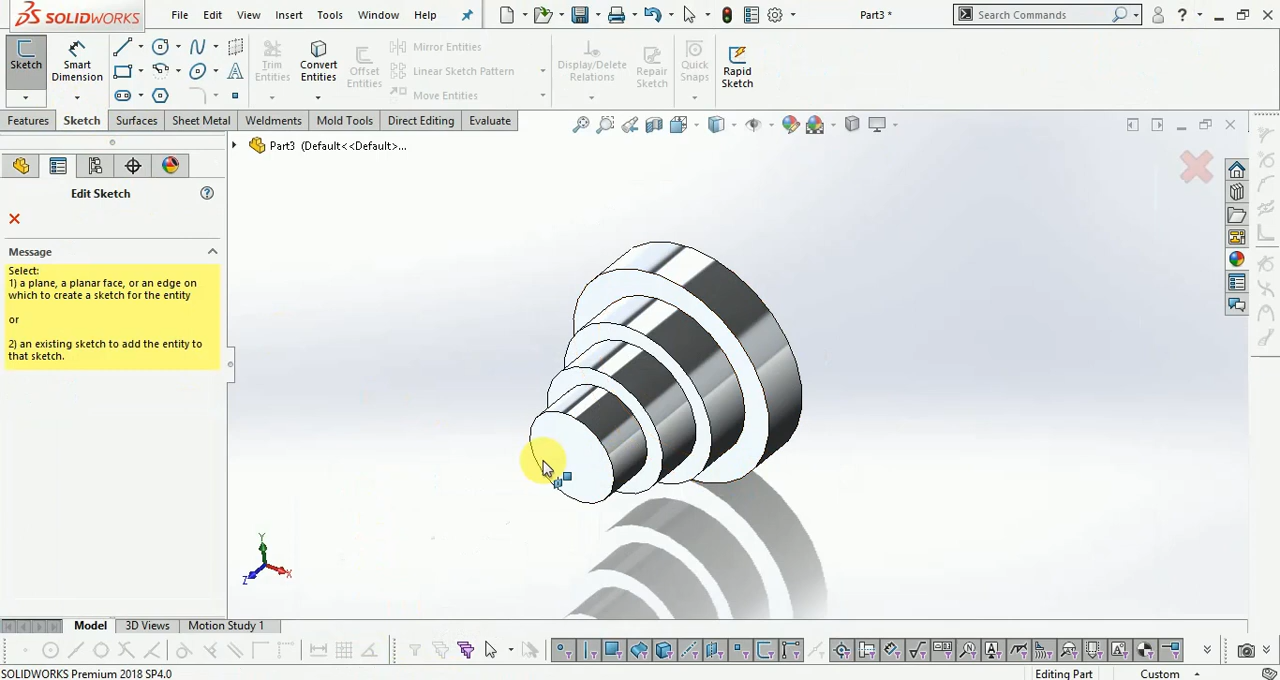 SOLIDWORKS
File Edit View Insert Tools Window Help
Part3 *
Search Commands
Sketch
Smart Dimension
Trim Entities
Convert Entities
Offset Entities
Mirror Entities
Linear Sketch Pattern
Move Entities
Display/Delete Relations
Repair Sketch
Quick Snaps
Rapid Sketch
Features Sketch Surfaces Sheet Metal Weldments Mold Tools Direct Editing Evaluate
Part3 (Default<<Default>...
Edit Sketch
Message
Select:
1) a plane, a planar face, or an edge on
which to create a sketch for the entity
or
2) an existing sketch to add the entity to
that sketch.
Y
Z
X
Model 3D Views Motion Study 1
SOLIDWORKS Premium 2018 SP4.0
Editing Part
Custom